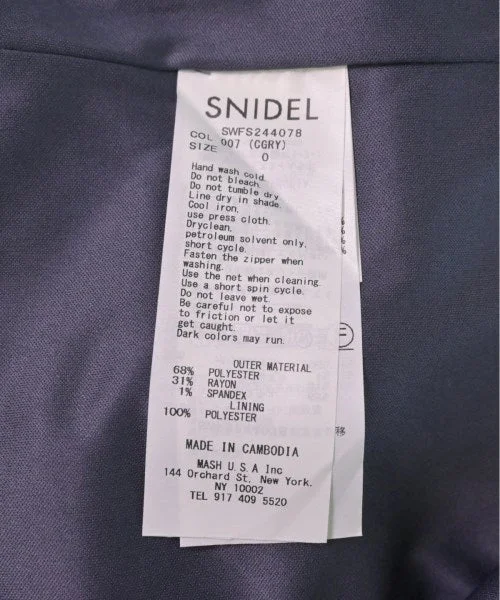 SNIDEL
SWFS244078
COL 007 (CGRY)
SIZE 0
Hand wash cold.
Do not bleach.
Do not tumble dry
Line dry in shade.
Cool iron.
use press cloth.
Dryclean.
petroleum solvent only,
short cycle.
Fasten the zipper when
washing.
Use the net when cleaning.
Use a short spin cycle.
Do not leave wet.
Be careful not to expose
to friction or let it
get caught.
Dark colors may run.
OUTER MATERIAL
68% POLYESTER
31% RAYON
1% SPANDEX
LINING
100% POLYESTER
MADE IN CAMBODIA
MASH U.S.A Inc
144 Orchard St, New York.
NY 10002
TEL 917 409 5520
%
%
%
F
移